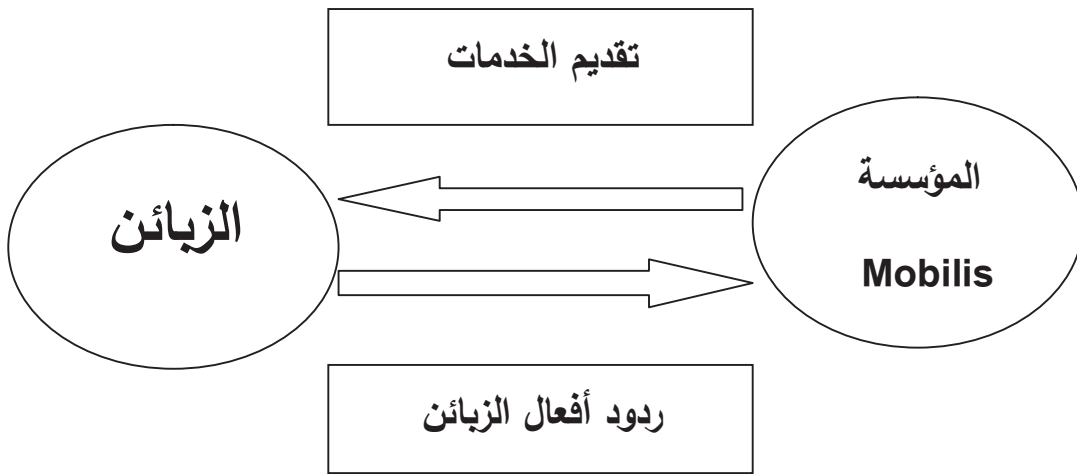 تقديم الخدمات
المؤسسة
Mobilis
الزبائن
ردود أفعال الزبائن